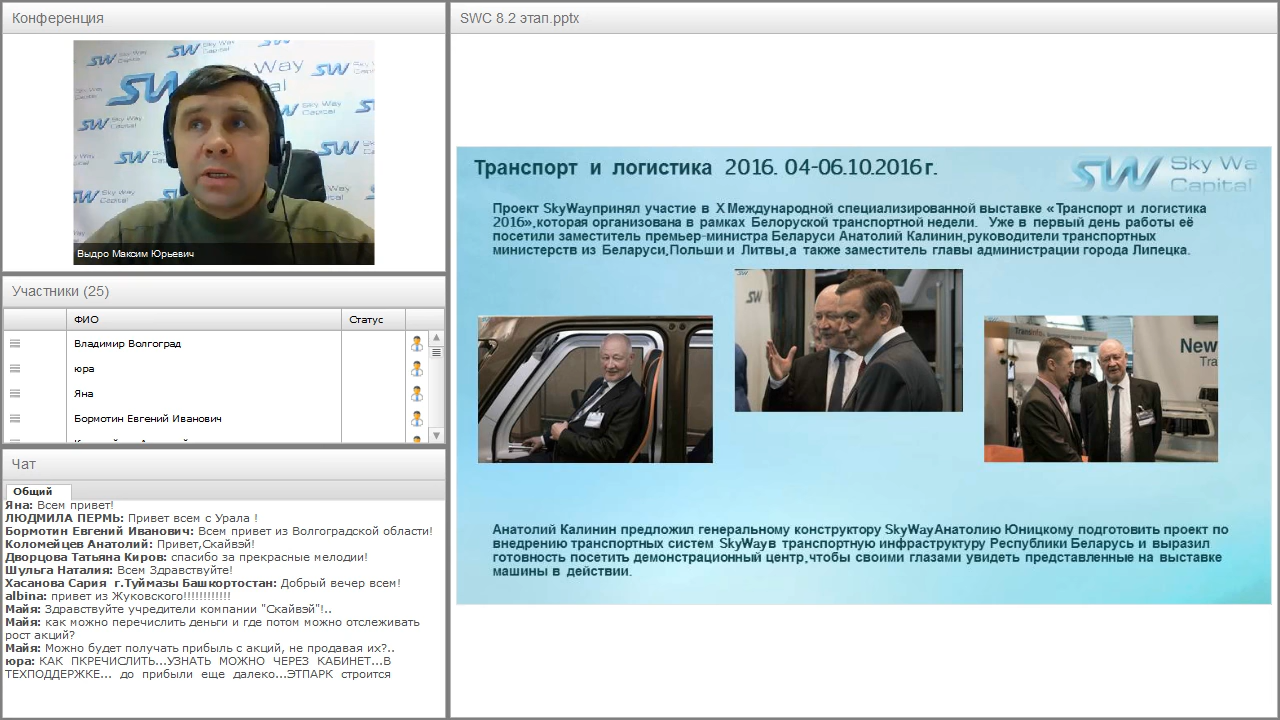 Конференция
SW Sky Way Capital
Выдро Максим Юрьевич
Участники (25)
ФИО
Статус
Владимир Волгоград
юра
Яна
Бормотин Евгений Иванович
Чат
Общий
Яна: Всем привет!
ЛЮДМИЛА ПЕРМЬ: Привет всем с Урала !
Бормотин Евгений Иванович: Всем привет из Волгоградской области!
Коломейцев Анатолий: Привет,Скайвэй!
Дворцова Татьяна Киров: спасибо за прекрасные мелодии!
Шульга Наталия: Всем Здравствуйте!
Хасанова Сария г.Туймазы Башкортостан: Добрый вечер всем!
albina: привет из Жуковского!!!!!!!!!!!!
Майя: Здравствуйте учредители компании "Скайвэй"!..
Майя: как можно перечислить деньги и где потом можно отслеживать
рост акций?
Майя: Можно будет получать прибыль с акций, не продавая их?..
юра: КАК ПКРЕЧИСЛИТЬ...УЗНАТЬ МОЖНО ЧЕРЕЗ КАБИНЕТ...В
ТЕХПОДДЕРЖКЕ... до прибыли еще далеко...ЭТПАРК строится
SWC 8.2 этап.pptx
Транспорт и логистика 2016. 04-06.10.2016 г.
SW Sky Wa
Capital
Проект SkyWayпринял участие в X Международной специализированной выставке «Транспорт и логистика
2016»,которая организована в рамках Белоруской транспортной недели. Уже в первый день работы её
посетили заместитель премьер-министра Беларуси Анатолий Калинин,руководители транспортных
министерств из Беларуси,Польши и Литвы,а также заместитель главы администрации города Липецка.
SW
New
Tra
Анатолий Калинин предложил генеральному конструктору SkyWayАнатолию Юницкому подготовить проект по
внедрению транспортных систем SkyWayв транспортную инфраструктуру Республики Беларусь и выразил
готовность посетить демонстрационный центр,чтобы своими глазами увидеть представленные на выставке
машины в действии.